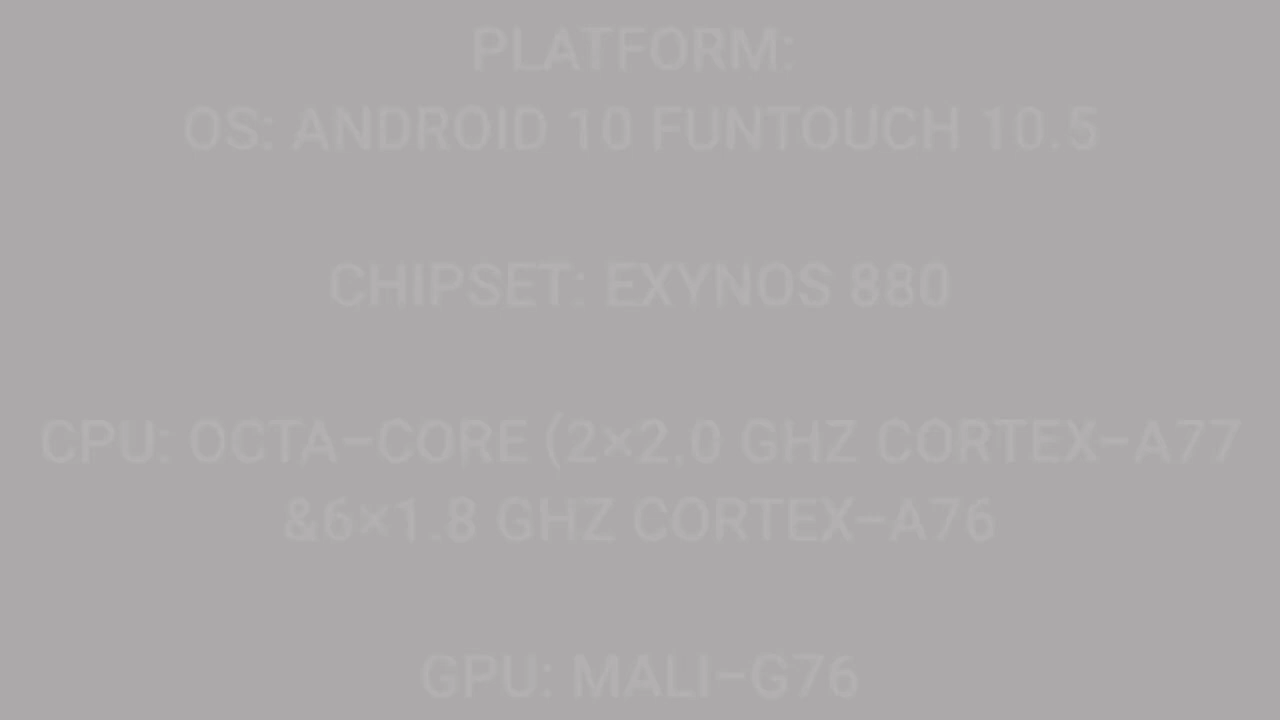 PLATFORM:
OS: ANDROID 10 FUNTOUCH 10.5
CHIPSET: EXYNOS 880
CPU: OCTA-CORE (2×2.0 GHZ CORTEX-A77
&6×1.8 GHZ CORTEX-A76
GPU: MALI-G76